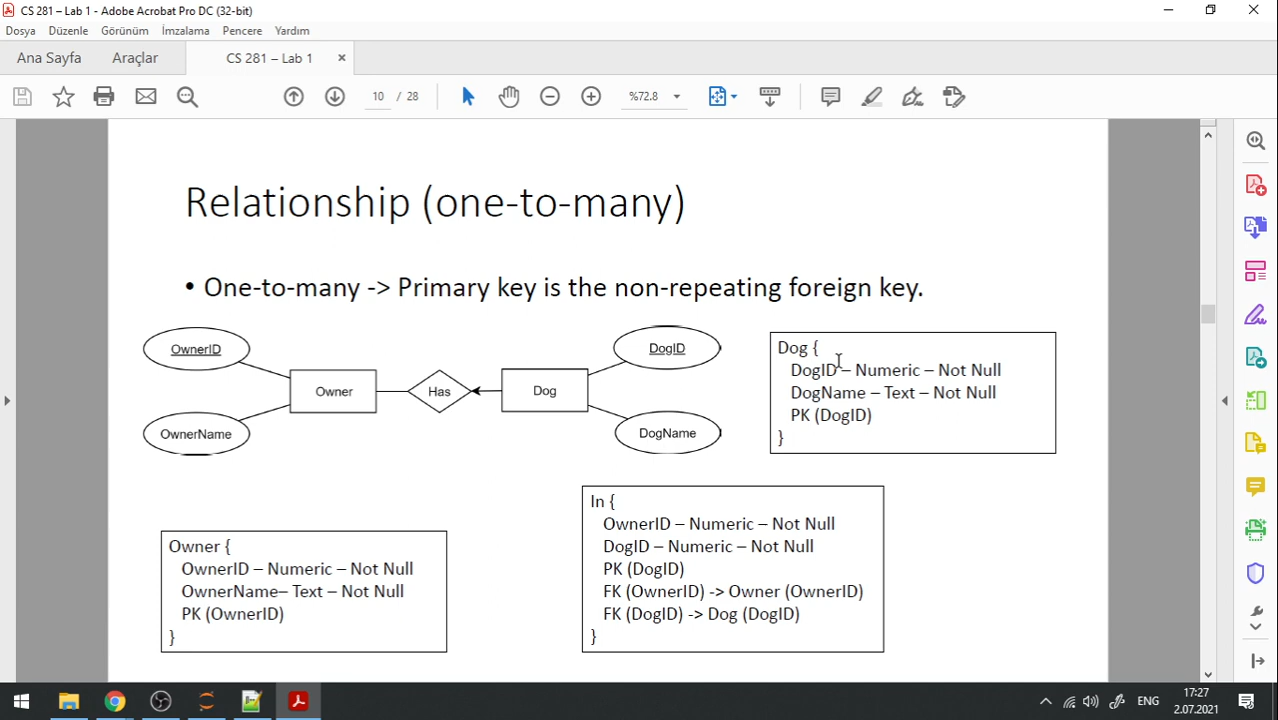 CS 281 – Lab 1 - Adobe Acrobat Pro DC (32-bit)
Dosya Düzenle Görünüm İmzalama Pencere Yardım
Ana Sayfa Araçlar CS 281 – Lab 1 ×
10 / 28 %72.8
Relationship (one-to-many)
• One-to-many -> Primary key is the non-repeating foreign key.
OwnerID
OwnerName
Owner
Has
Dog
DogID
DogName
Dog {
DogID – Numeric – Not Null
DogName – Text – Not Null
PK (DogID)
}
Owner {
OwnerID – Numeric – Not Null
OwnerName– Text – Not Null
PK (OwnerID)
}
In {
OwnerID – Numeric – Not Null
DogID – Numeric – Not Null
PK (DogID)
FK (OwnerID) -> Owner (OwnerID)
FK (DogID) -> Dog (DogID)
}
ENG
17:27
2.07.2021